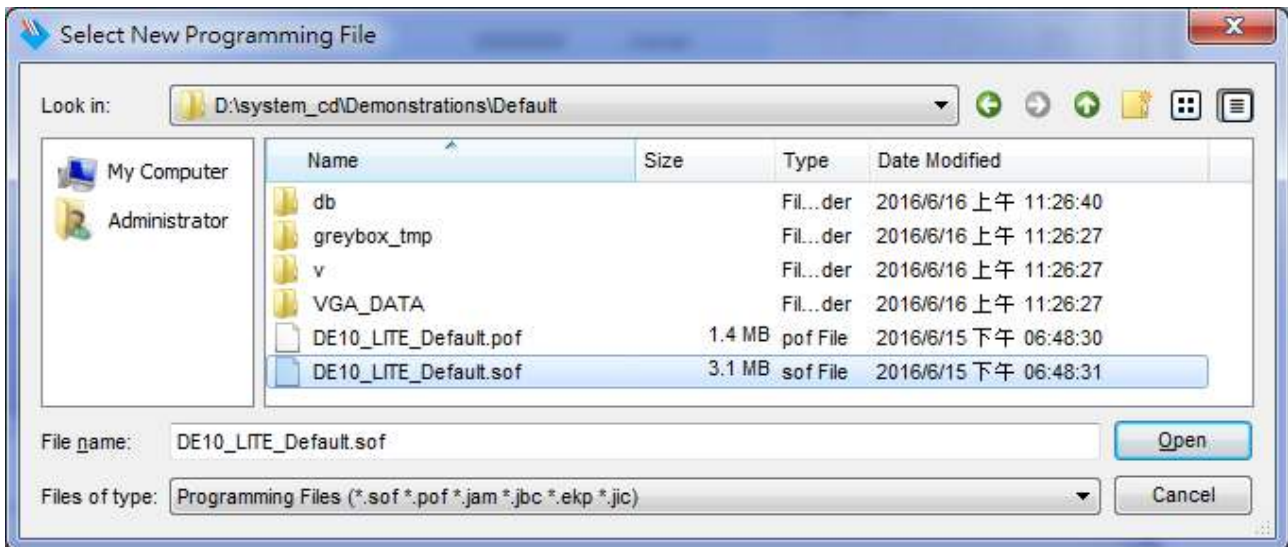 Select New Programming File
Look in: D:\system_cd\Demonstrations\Default
My Computer
Administrator
Name Size Type Date Modified
db Fil...der 2016/6/16 上午 11:26:40
greybox_tmp Fil...der 2016/6/16 上午 11:26:27
v Fil...der 2016/6/16 上午 11:26:27
VGA_DATA Fil...der 2016/6/16 上午 11:26:27
DE10_LITE_Default.pof 1.4 MB pof File 2016/6/15 下午 06:48:30
DE10_LITE_Default.sof 3.1 MB sof File 2016/6/15 下午 06:48:31
File name: DE10_LITE_Default.sof Open
Files of type: Programming Files (*.sof *.pof *.jam *.jbc *.ekp *.jic) Cancel